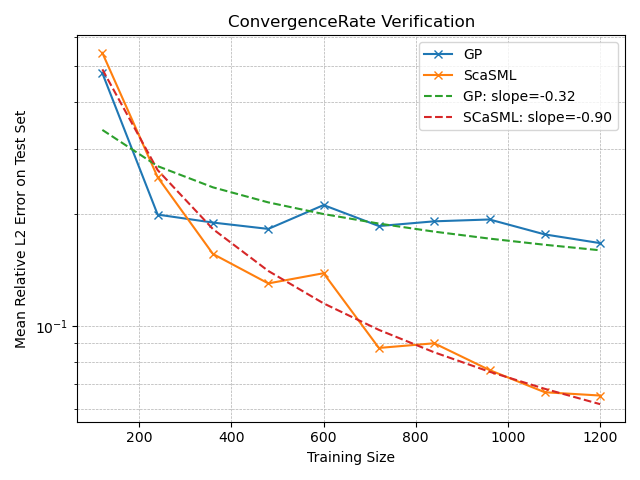 ConvergenceRate Verification
GP
ScaSML
GP: slope=-0.32
SCaSML: slope=-0.90
Mean Relative L2 Error on Test Set
10⁻¹
200 400 600 800 1000 1200
Training Size